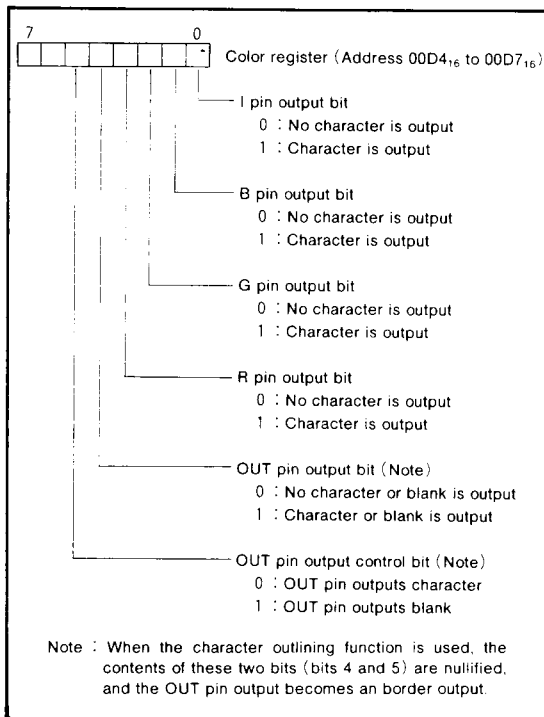 7 0
Color register (Address 00D4₁₆ to 00D7₁₆)
I pin output bit
0 : No character is output
1 : Character is output
B pin output bit
0 : No character is output
1 : Character is output
G pin output bit
0 : No character is output
1 : Character is output
R pin output bit
0 : No character is output
1 : Character is output
OUT pin output bit (Note)
0 : No character or blank is output
1 : Character or blank is output
OUT pin output control bit (Note)
0 : OUT pin outputs character
1 : OUT pin outputs blank
Note : When the character outlining function is used, the
contents of these two bits (bits 4 and 5) are nullified,
and the OUT pin output becomes an border output.